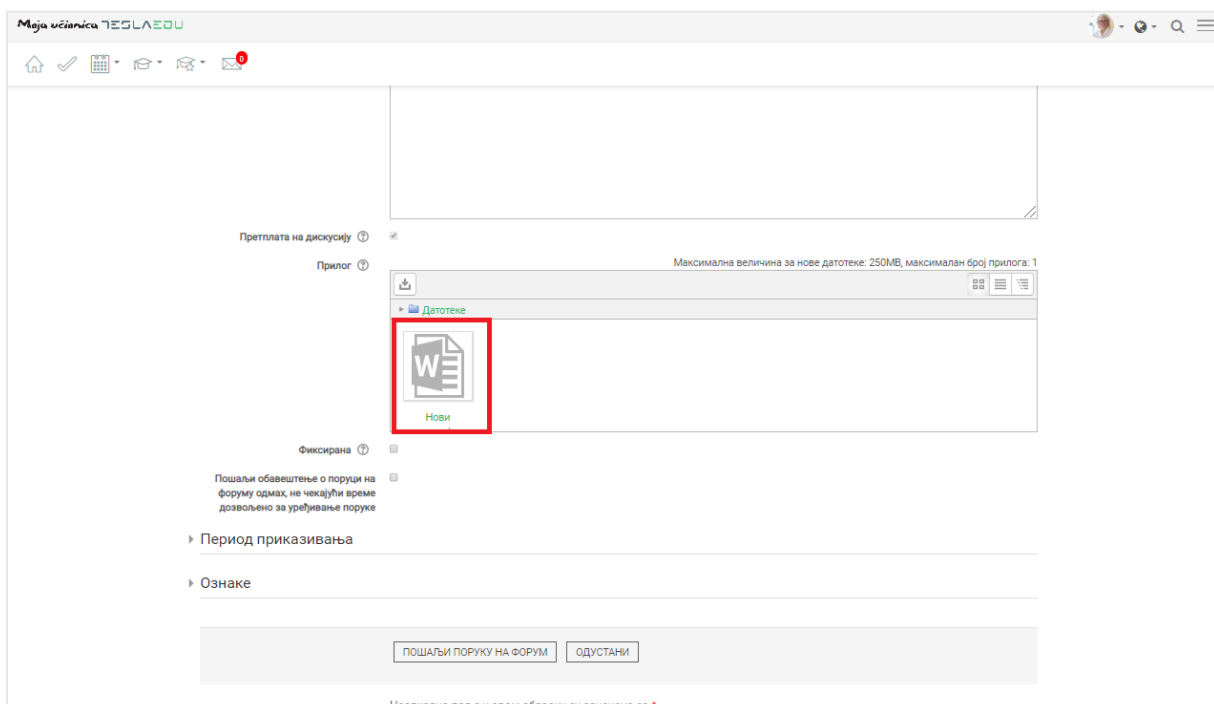 Moja učionica TESLAEDU
0
Претплата на дискусију
Прилог
Максимална величина за нове датотеке: 250MB, максималан број прилога: 1
Датотеке
W
Нови
Фиксирана
Пошаљи обавештење о поруци на
форуму одмах, не чекајући време
дозвољено за уређивање поруке
Период приказивања
Ознаке
ПОШАЉИ ПОРУКУ НА ФОРУМ
ОДУСТАНИ